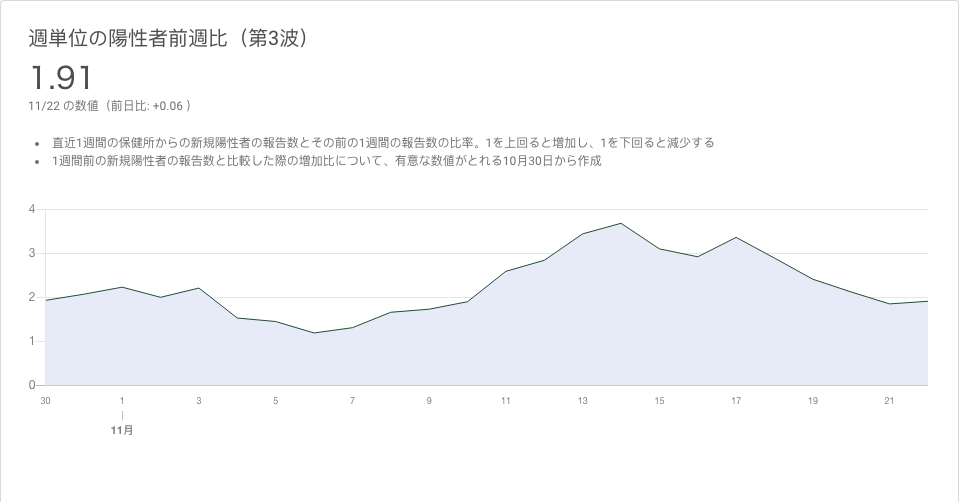 週単位の陽性者前週比（第3波）
1.91
11/22 の数値（前日比: +0.06 ）
• 直近1週間の保健所からの新規陽性者の報告数とその前の1週間の報告数の比率。1を上回ると増加し、1を下回ると減少する
• 1週間前の新規陽性者の報告数と比較した際の増加比について、有意な数値がとれる10月30日から作成
4
3
2
1
0
30 1 3 5 7 9 11 13 15 17 19 21
11月